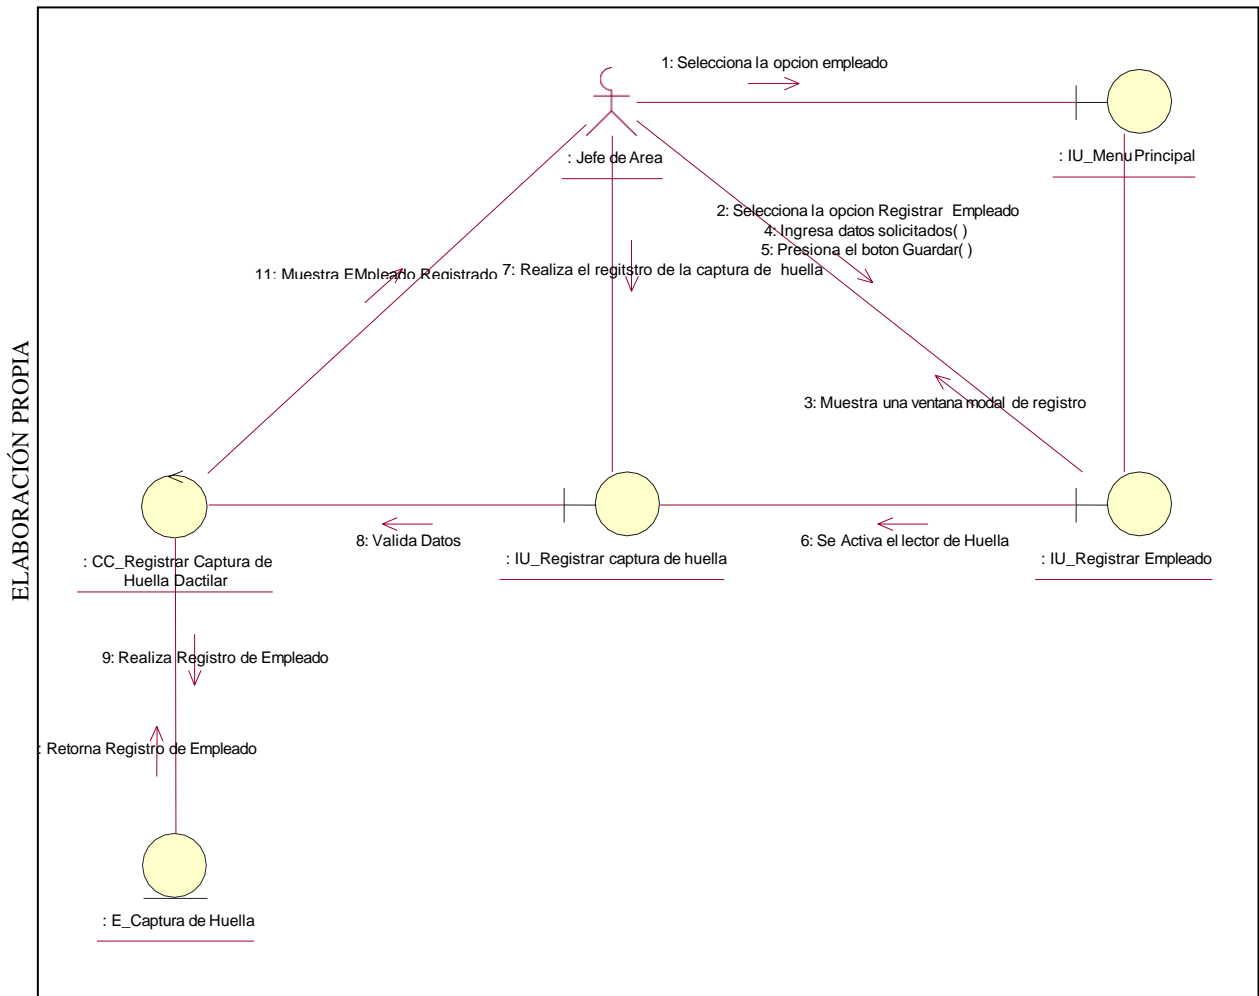 1: Selecciona la opcion empleado
: Jefe de Area
: IU_Menu Principal
2: Selecciona la opcion Registrar Empleado
4: Ingresa datos solicitados( )
5: Presiona el boton Guardar( )
11: Muestra EMpleado Registrado
7: Realiza el regitstro de la captura de huella
3: Muestra una ventana modal de registro
ELABORACIÓN PROPIA
8: Valida Datos
6: Se Activa el lector de Huella
: CC_Registrar Captura de
Huella Dactilar
: IU_Registrar captura de huella
: IU_Registrar Empleado
9: Realiza Registro de Empleado
: Retorna Registro de Empleado
: E_Captura de Huella